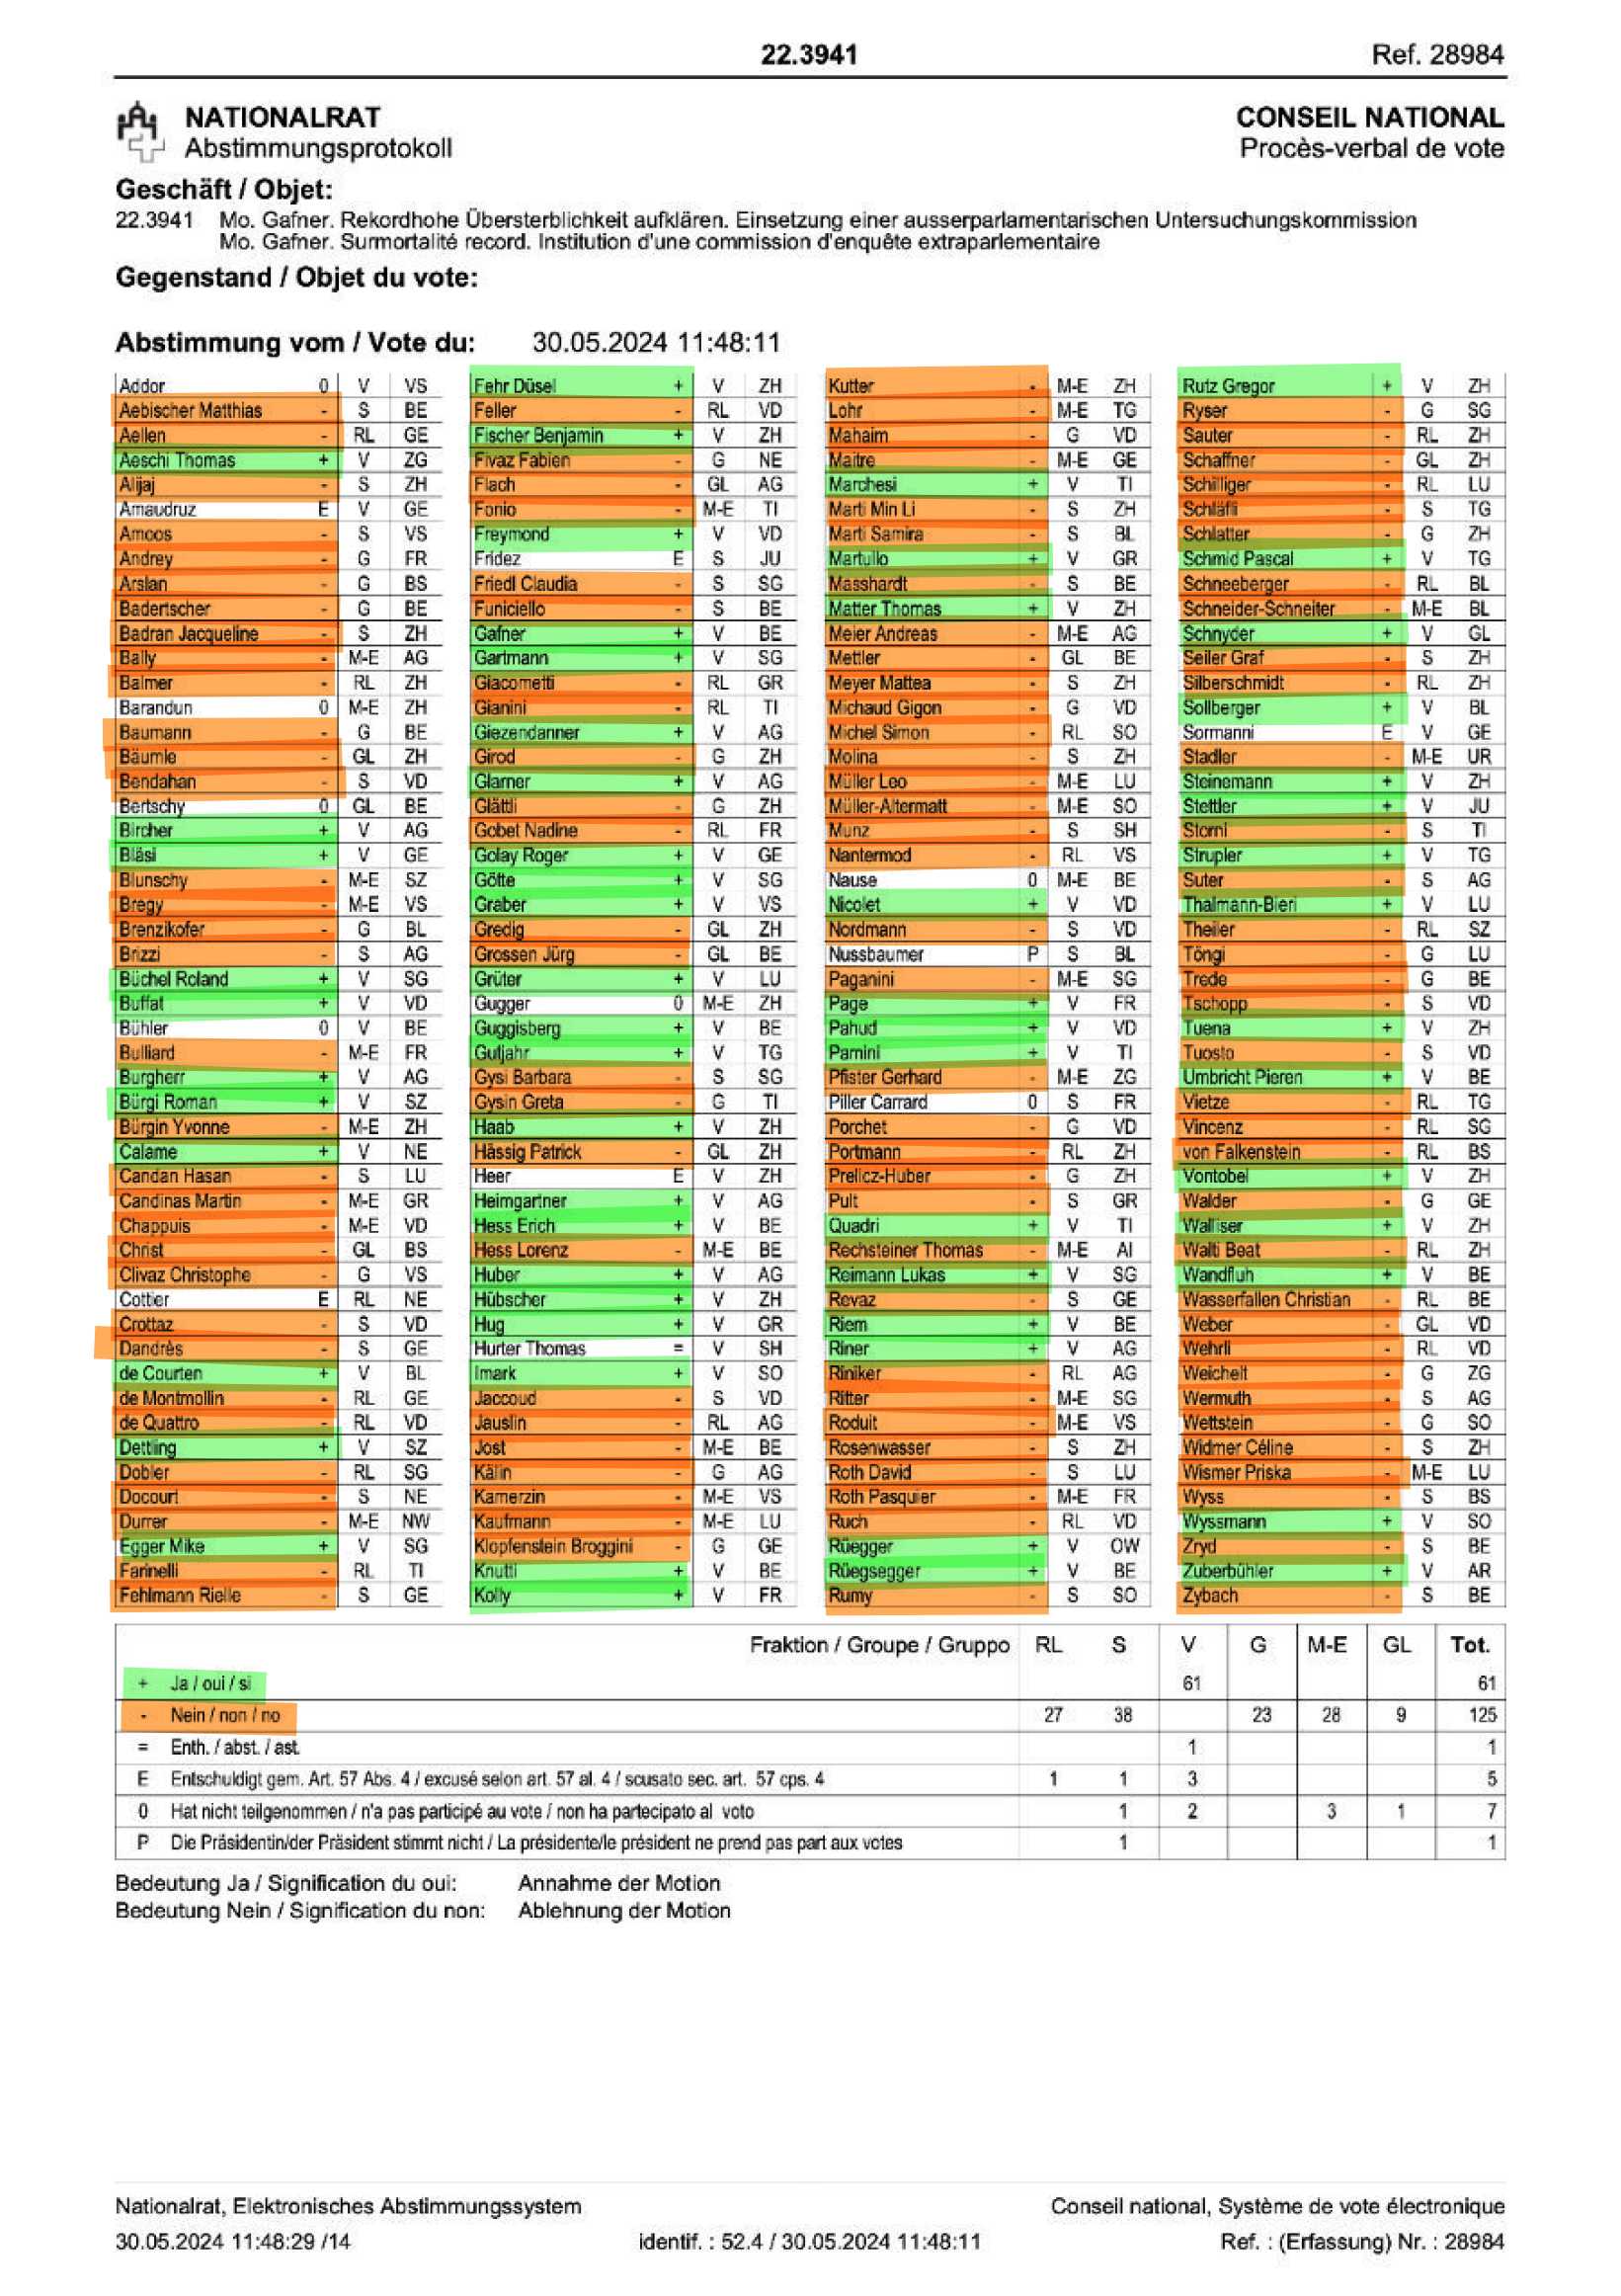 22.3941 Ref. 28984
NATIONALRAT CONSEIL NATIONAL
Abstimmungsprotokoll Procès-verbal de vote
Geschäft / Objet:
22.3941 Mo. Gafner. Rekordhohe Übersterblichkeit aufklären. Einsetzung einer ausserparlamentarischen Untersuchungskommission
Mo. Gafner. Surmortalité record. Institution d'une commission d'enquête extraparlementaire
Gegenstand / Objet du vote:
Abstimmung vom / Vote du: 30.05.2024 11:48:11
Addor 0 V VS Fehr Düsel + V ZH Kutter - M-E ZH Rutz Gregor + V ZH
Aebischer Matthias - S BE Feller - RL VD Lohr - M-E TG Ryser - G SG
Aellen - RL GE Fischer Benjamin + V ZH Mahaim - G VD Sauter - RL ZH
Aeschi Thomas + V ZG Fivaz Fabien - G NE Maitre - M-E GE Schaffner - GL ZH
Alijaj - S ZH Flach - GL AG Marchesi + V TI Schilliger - RL LU
Amaudruz E V GE Fonio - M-E TI Marti Min Li - S ZH Schläfli - S TG
Amoos - S VS Freymond + V VD Marti Samira - S BL Schlatter - G ZH
Andrey - G FR Fridez E S JU Martullo + V GR Schmid Pascal + V TG
Arslan - G BS Friedl Claudia - S SG Masshardt - S BE Schneeberger - RL BL
Badertscher - G BE Funiciello - S BE Matter Thomas + V ZH Schneider-Schneiter - M-E BL
Badran Jacqueline - S ZH Gafner + V BE Meier Andreas - M-E AG Schnyder + V GL
Bally - M-E AG Gartmann + V SG Mettler - GL BE Seiler Graf - S ZH
Balmer - RL ZH Giacometti - RL GR Meyer Mattea - S ZH Silberschmidt - RL ZH
Barandun 0 M-E ZH Gianini - RL TI Michaud Gigon - G VD Sollberger + V BL
Baumann - G BE Giezendanner + V AG Michel Simon - RL SO Sormanni E V GE
Bäumle - GL ZH Girod - G ZH Molina - S ZH Stadler - M-E UR
Bendahan - S VD Glarner + V AG Müller Leo - M-E LU Steinemann + V ZH
Bertschy 0 GL BE Glättli - G ZH Müller-Altermatt - M-E SO Stettler + V JU
Bircher + V AG Gobet Nadine - RL FR Munz - S SH Storni - S TI
Bläsi + V GE Golay Roger + V GE Nantermod - RL VS Strupler + V TG
Blunschy - M-E SZ Götte + V SG Nause 0 M-E BE Suter - S AG
Bregy - M-E VS Graber + V VS Nicolet + V VD Thalmann-Bieri + V LU
Brenzikofer - G BL Gredig - GL ZH Nordmann - S VD Theiler - RL SZ
Brizzi - S AG Grossen Jürg - GL BE Nussbaumer P S BL Töngi - G LU
Büchel Roland + V SG Grüter + V LU Paganini - M-E SG Trede - G BE
Buffat + V VD Gugger 0 M-E ZH Page + V FR Tschopp - S VD
Bühler 0 V BE Guggisberg + V BE Pahud + V VD Tuena + V ZH
Bulliard - M-E FR Gutjahr + V TG Pamini + V TI Tuosto - S VD
Burgherr + V AG Gysi Barbara - S SG Pfister Gerhard - M-E ZG Umbricht Pieren + V BE
Bürgi Roman + V SZ Gysin Greta - G TI Piller Carrard 0 S FR Vietze - RL TG
Bürgin Yvonne - M-E ZH Haab + V ZH Porchet - G VD Vincenz - RL SG
Calame + V NE Hässig Patrick - GL ZH Portmann - RL ZH von Falkenstein - RL BS
Candan Hasan - S LU Heer E V ZH Prelicz-Huber - G ZH Vontobel + V ZH
Candinas Martin - M-E GR Heimgartner + V AG Pult - S GR Walder - G GE
Chappuis - M-E VD Hess Erich + V BE Quadri + V TI Walliser + V ZH
Christ - GL BS Hess Lorenz - M-E BE Rechsteiner Thomas - M-E AI Walti Beat - RL ZH
Clivaz Christophe - G VS Huber + V AG Reimann Lukas + V SG Wandfluh + V BE
Cottier E RL NE Hübscher + V ZH Revaz - S GE Wasserfallen Christian - RL BE
Crottaz - S VD Hug + V GR Riem + V BE Weber - GL VD
Dandrès - S GE Hurter Thomas = V SH Riner + V AG Wehrli - RL VD
de Courten + V BL Imark + V SO Riniker - RL AG Weichelt - G ZG
de Montmollin - RL GE Jaccoud - S VD Ritter - M-E SG Wermuth - S AG
de Quattro - RL VD Jauslin - RL AG Roduit - M-E VS Wettstein - G SO
Dettling + V SZ Jost - M-E BE Rosenwasser - S ZH Widmer Céline - S ZH
Dobler - RL SG Kälin - G AG Roth David - S LU Wismer Priska - M-E LU
Docourt - S NE Kamerzin - M-E VS Roth Pasquier - M-E FR Wyss - S BS
Durrer - M-E NW Kaufmann - M-E LU Ruch - RL VD Wyssmann + V SO
Egger Mike + V SG Klopfenstein Broggini - G GE Rüegger + V OW Zryd - S BE
Farinelli - RL TI Knutti + V BE Rüegsegger + V BE Zuberbühler + V AR
Fehlmann Rielle - S GE Kolly + V FR Rumy - S SO Zybach - S BE
Fraktion / Groupe / Gruppo RL S V G M-E GL Tot.
+ Ja / oui / si 61 61
- Nein / non / no 27 38 23 28 9 125
= Enth. / abst. / ast. 1 1
E Entschuldigt gem. Art. 57 Abs. 4 / excusé selon art. 57 al. 4 / scusato sec. art. 57 cps. 4 1 1 3 5
0 Hat nicht teilgenommen / n'a pas participé au vote / non ha partecipato al voto 1 2 3 1 7
P Die Präsidentin/der Präsident stimmt nicht / La présidente/le président ne prend pas part aux votes 1 1
Bedeutung Ja / Signification du oui: Annahme der Motion
Bedeutung Nein / Signification du non: Ablehnung der Motion
Nationalrat, Elektronisches Abstimmungssystem Conseil national, Système de vote électronique
30.05.2024 11:48:29 /14 identif. : 52.4 / 30.05.2024 11:48:11 Ref. : (Erfassung) Nr. : 28984